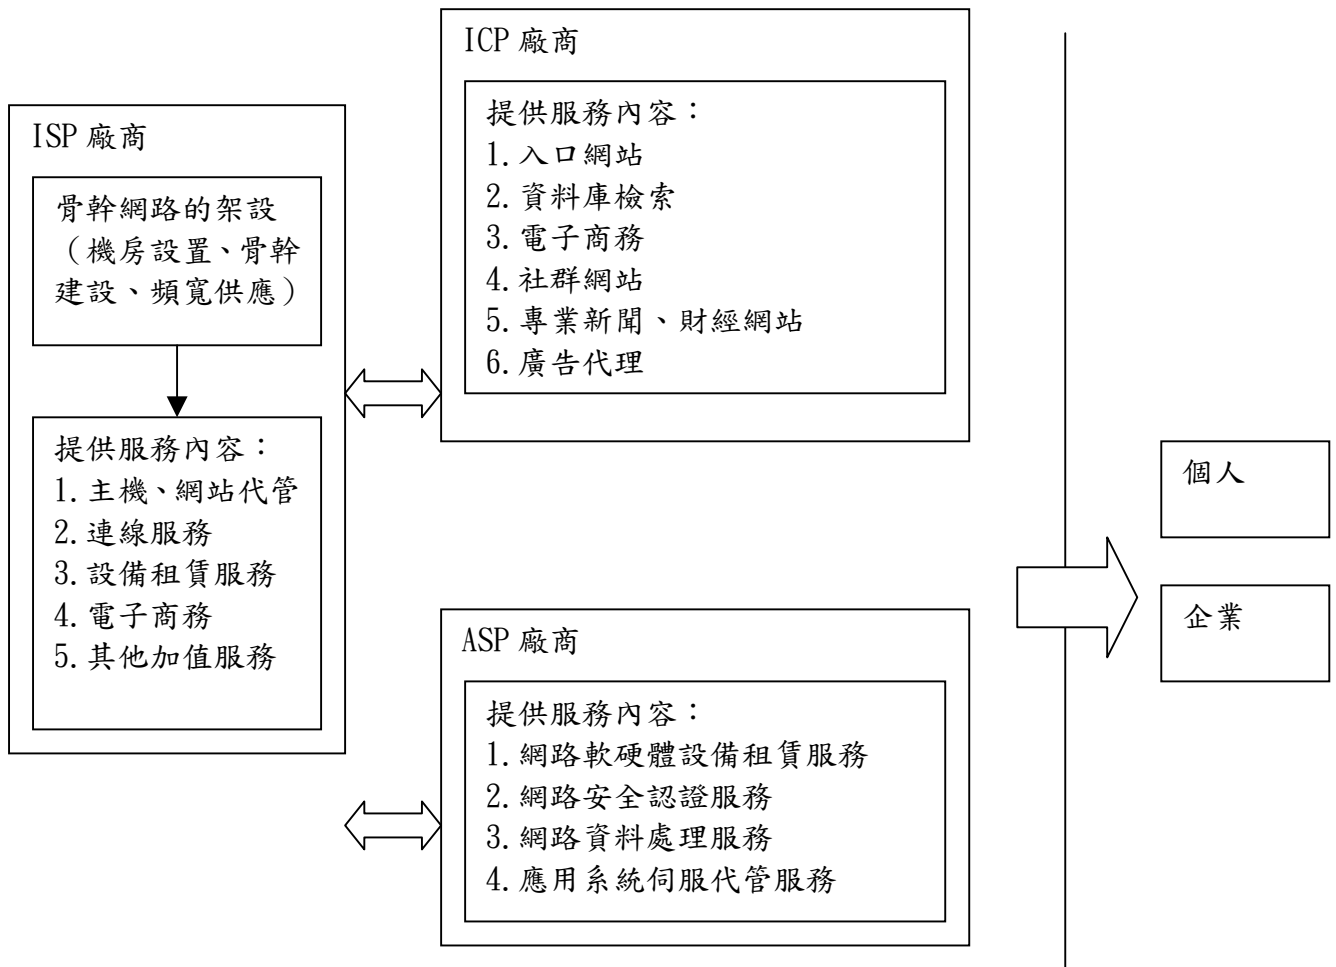 ISP 廠商
骨幹網路的架設
（機房設置、骨幹
建設、頻寬供應）
提供服務內容：
1.主機、網站代管
2.連線服務
3.設備租賃服務
4.電子商務
5.其他加值服務
ICP 廠商
提供服務內容：
1.入口網站
2.資料庫檢索
3.電子商務
4.社群網站
5.專業新聞、財經網站
6.廣告代理
ASP 廠商
提供服務內容：
1.網路軟硬體設備租賃服務
2.網路安全認證服務
3.網路資料處理服務
4.應用系統伺服代管服務
個人
企業